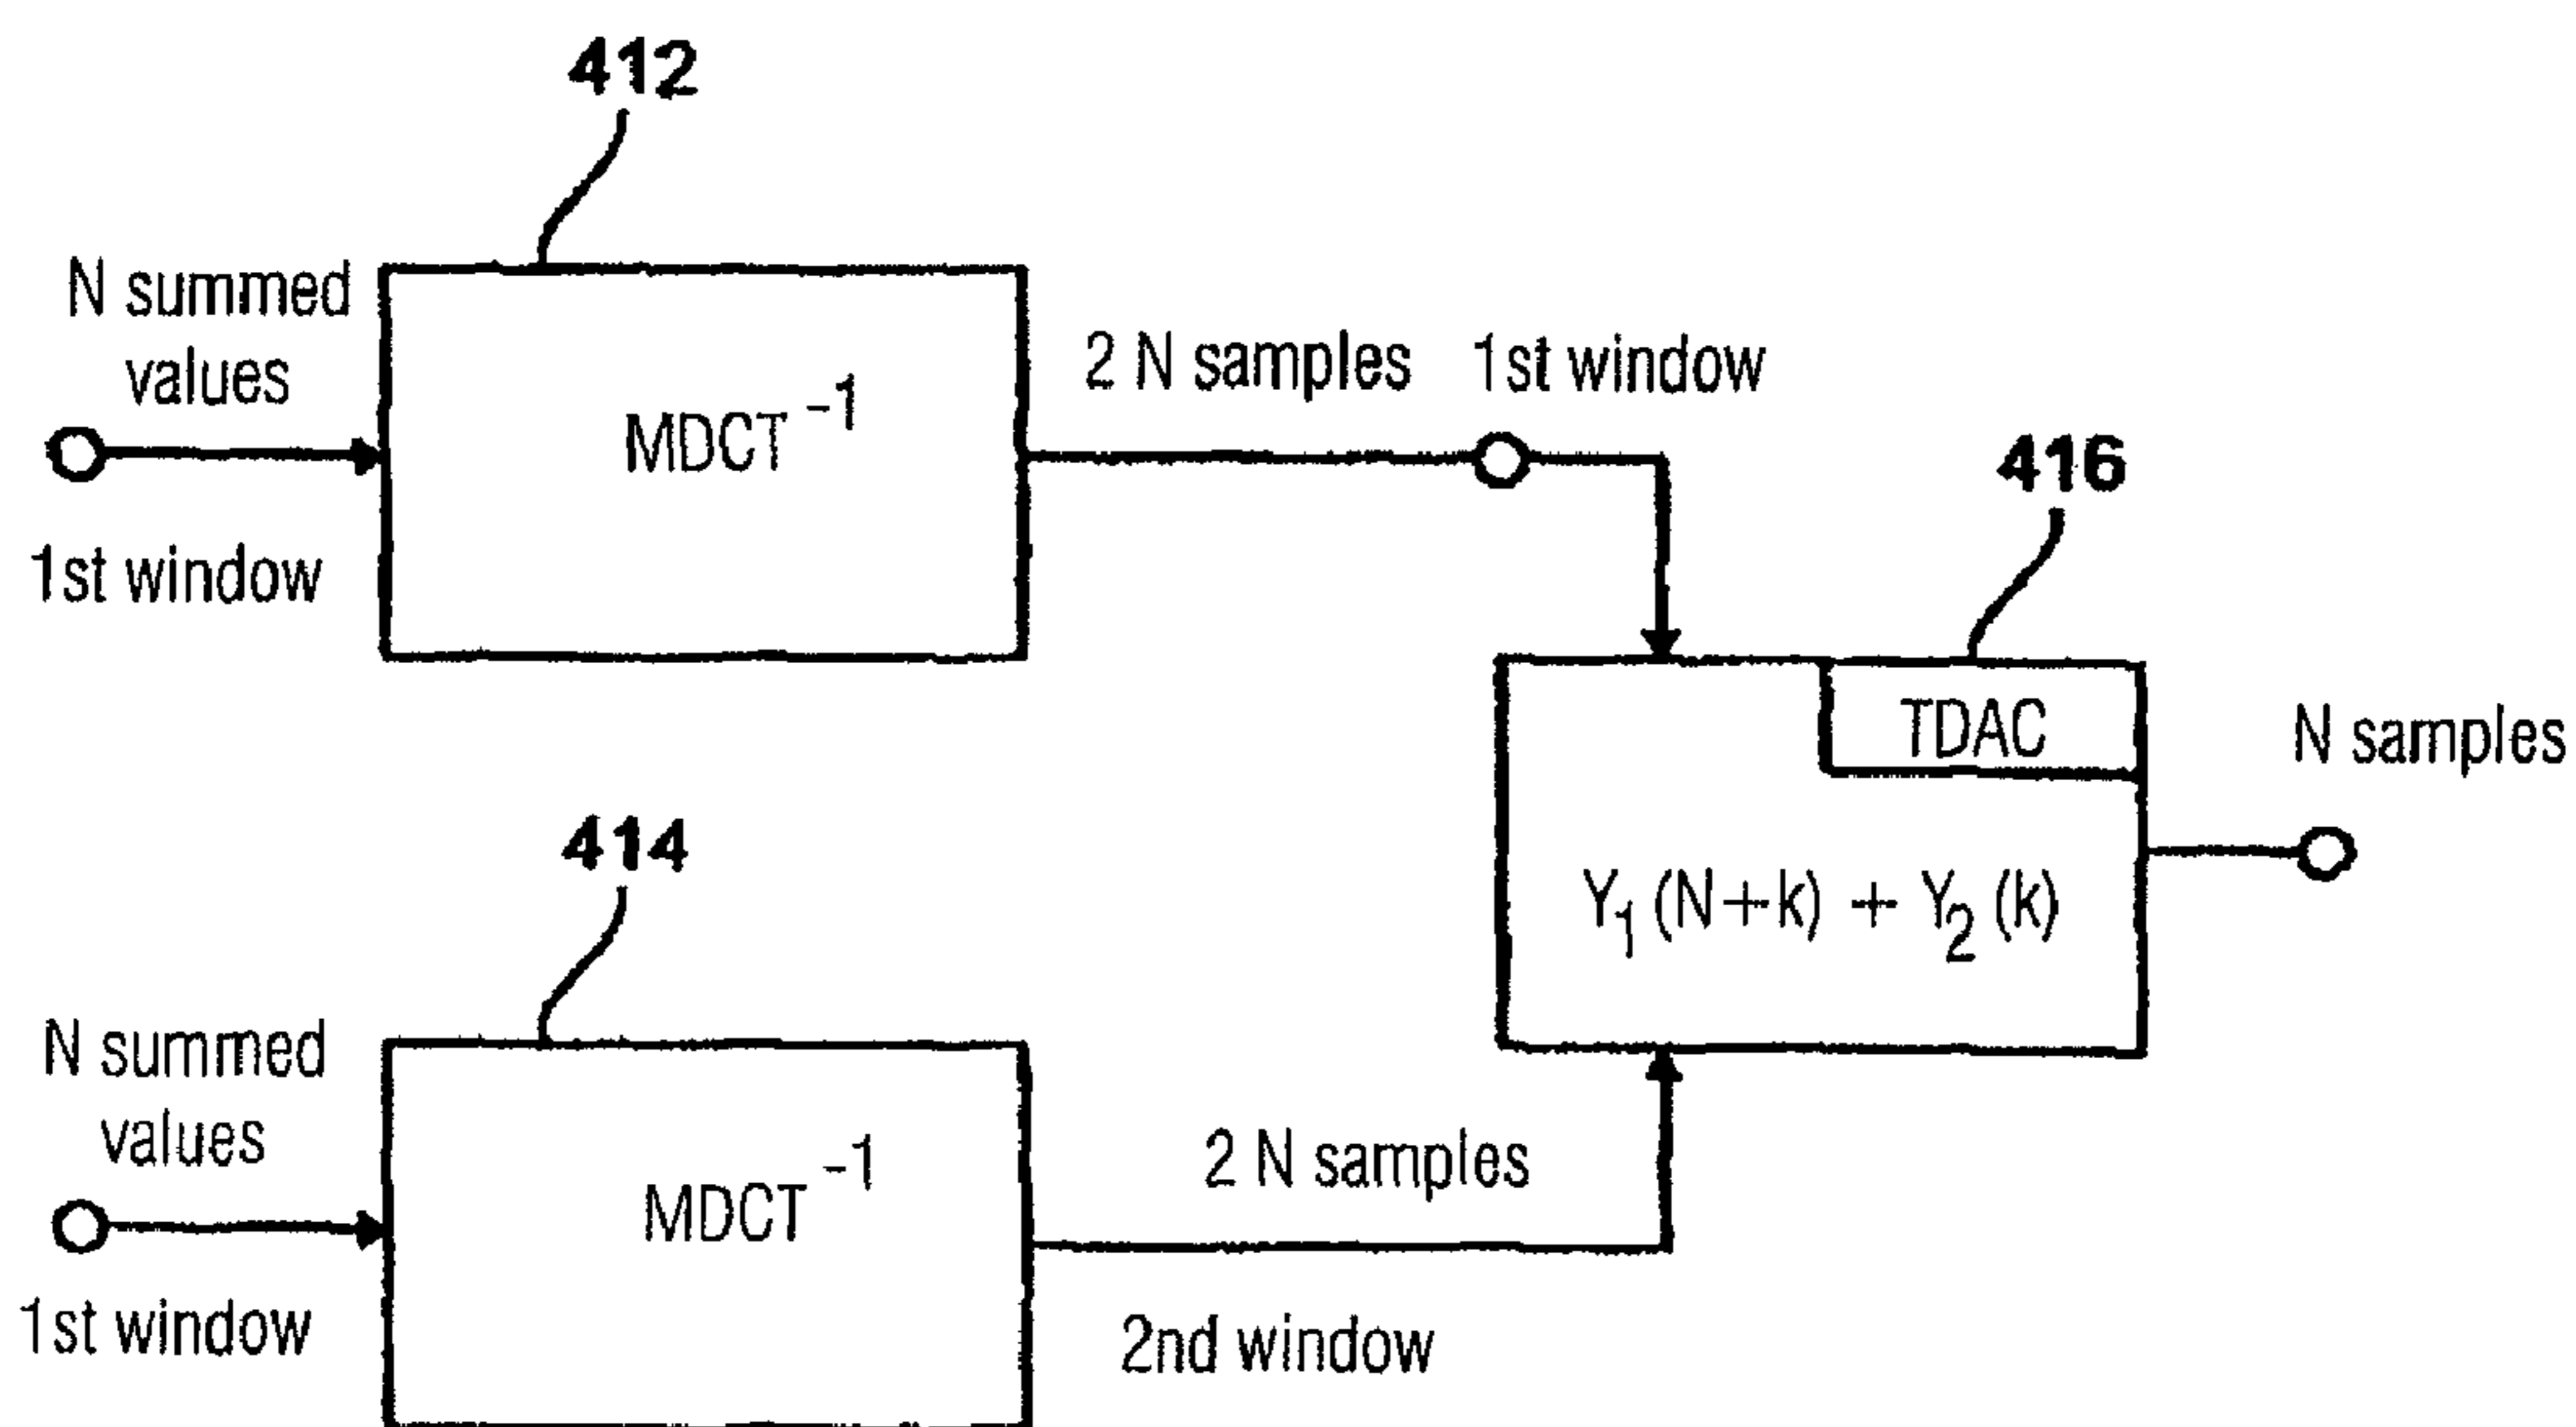 412
N summed
values
1st window
MDCT⁻¹
2 N samples 1st window
416
TDAC
Y₁ (N+k) + Y₂ (k)
N samples
414
N summed
values
1st window
MDCT⁻¹
2 N samples
2nd window